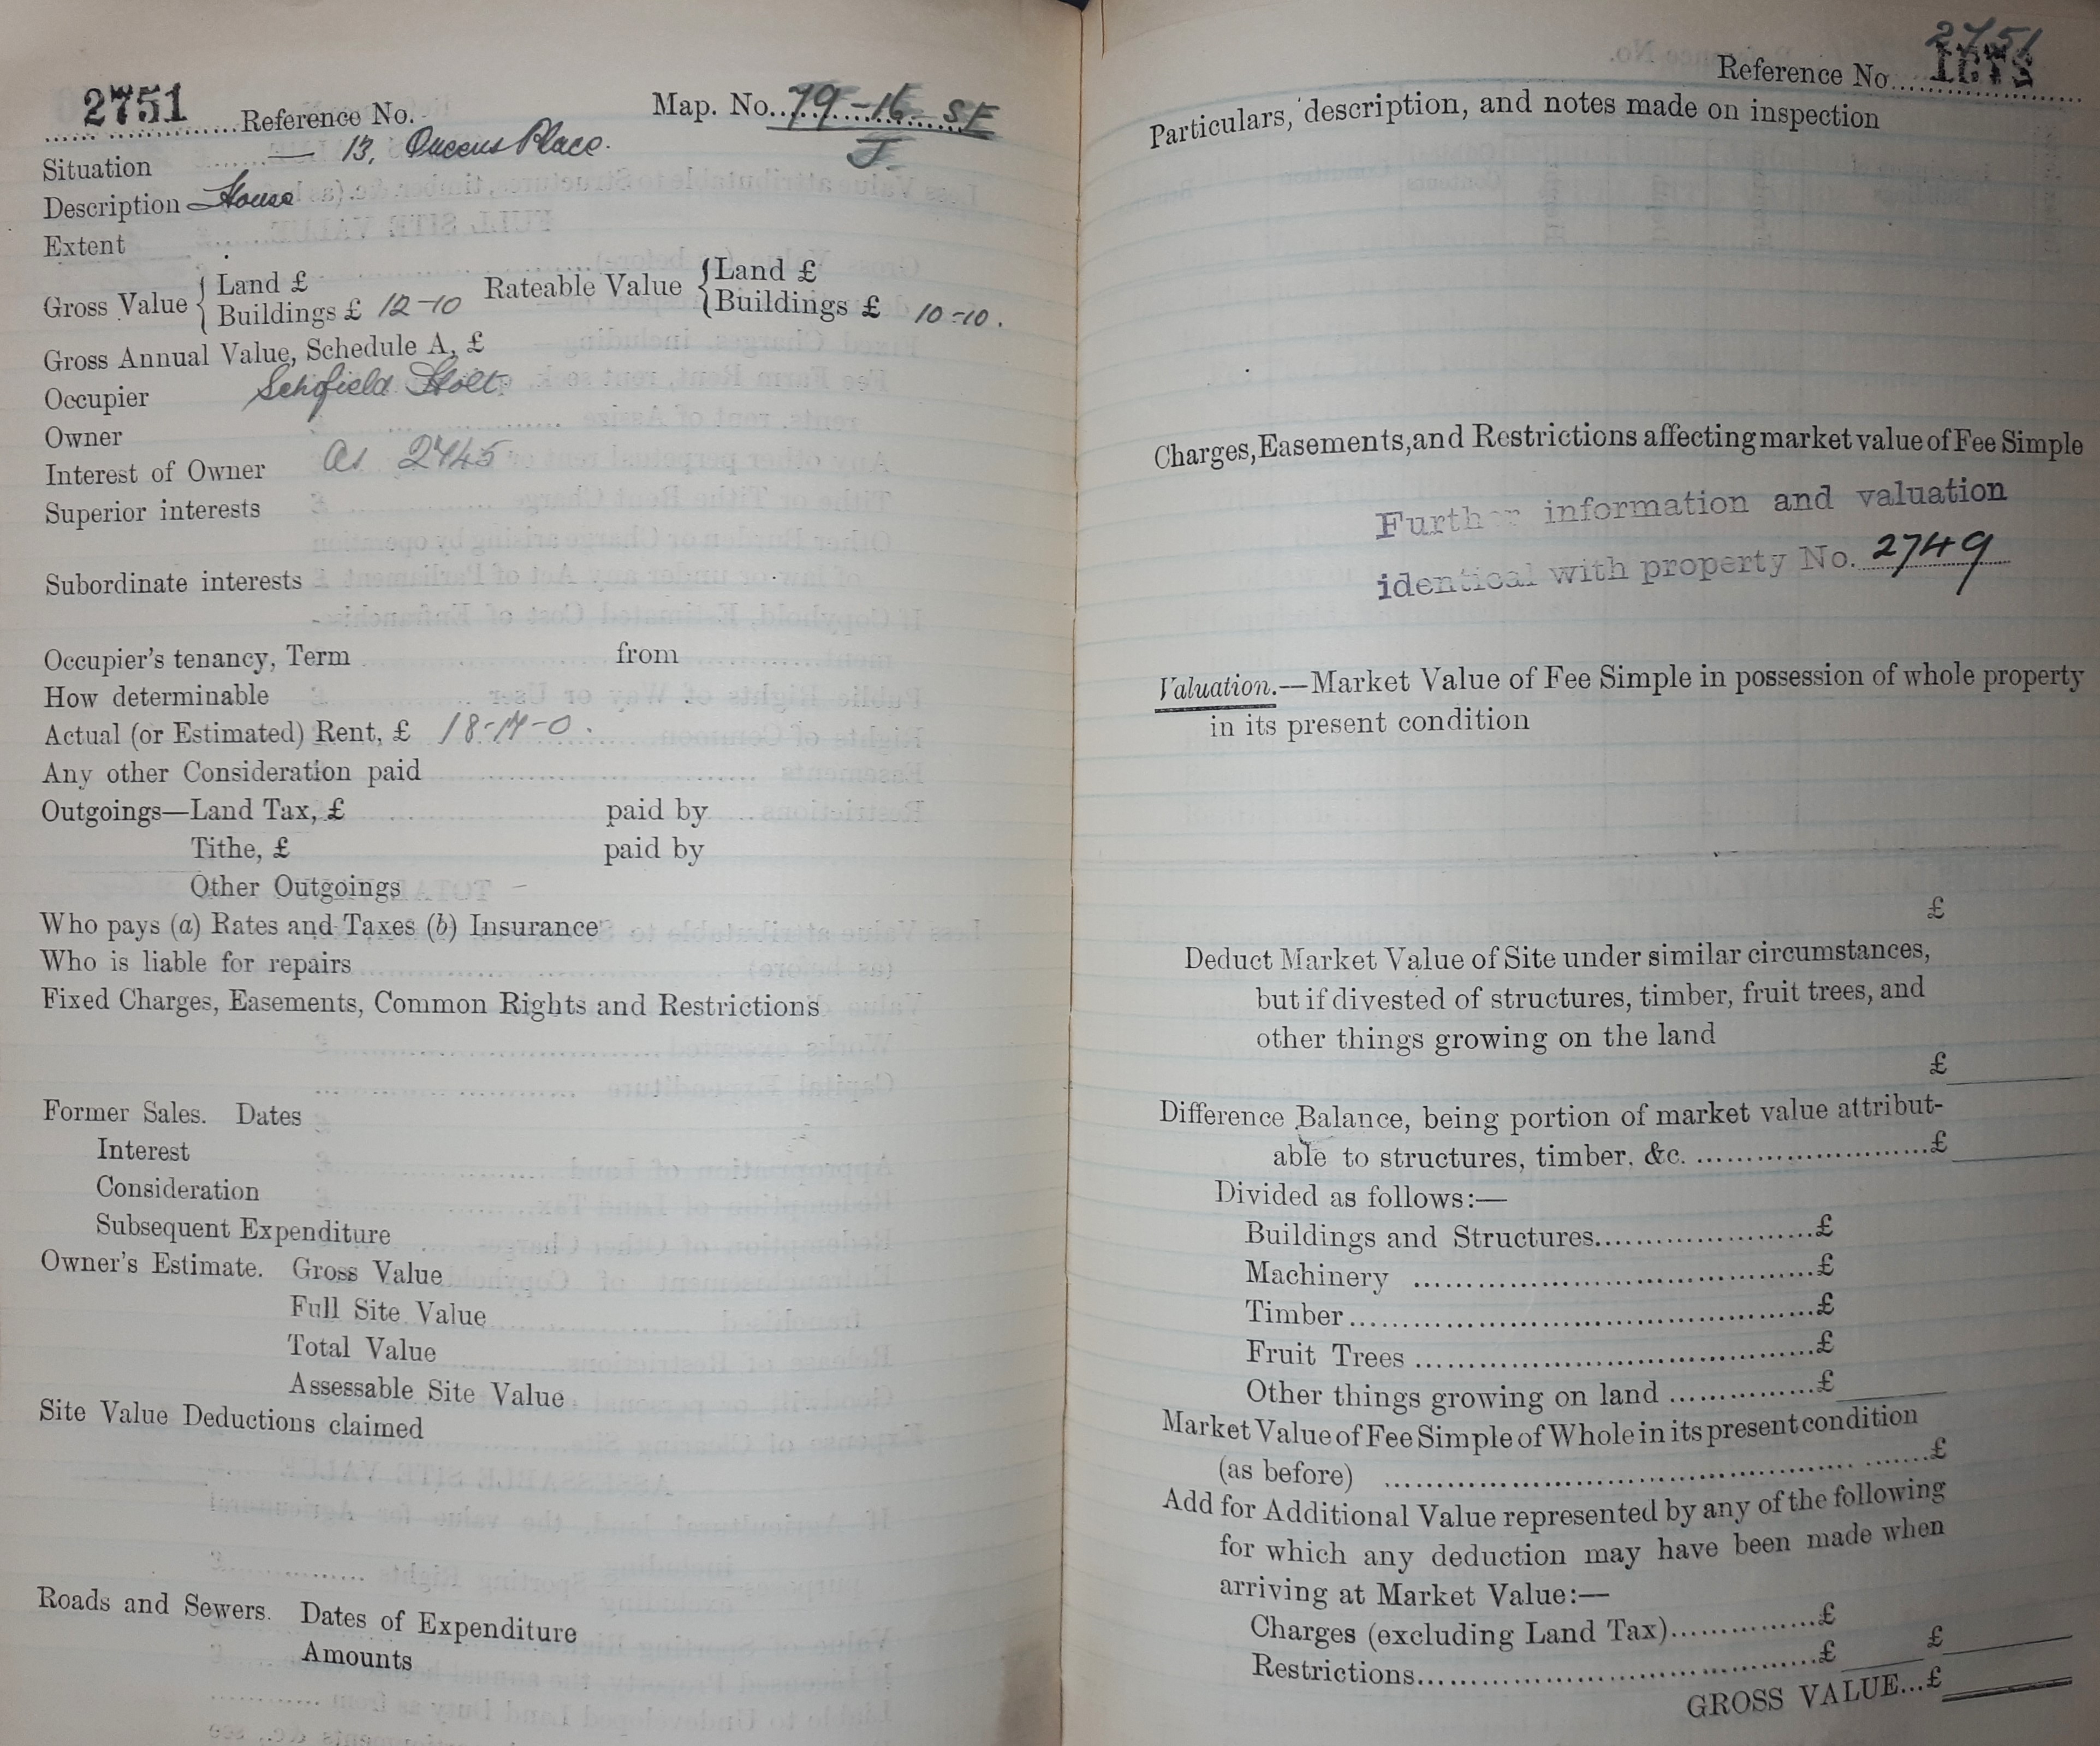 2751 Reference No. Map. No. 79-16 SE
J
Situation — 13, Queens Place.
Description House
Extent
Gross Value { Land £
Buildings £ 12-10
Rateable Value { Land £
Buildings £ 10-10.
Gross Annual Value, Schedule A, £
Occupier Schofield Holt.
Owner
Interest of Owner As 2745
Superior interests
Subordinate interests
Occupier's tenancy, Term from
How determinable
Actual (or Estimated) Rent, £ 18-17-0.
Any other Consideration paid
Outgoings—Land Tax, £ paid by
Tithe, £ paid by
Other Outgoings
Who pays (a) Rates and Taxes (b) Insurance
Who is liable for repairs
Fixed Charges, Easements, Common Rights and Restrictions
Former Sales. Dates
Interest
Consideration
Subsequent Expenditure
Owner's Estimate. Gross Value
Full Site Value
Total Value
Assessable Site Value
Site Value Deductions claimed
Roads and Sewers. Dates of Expenditure
Amounts
2751
Reference No.
Particulars, description, and notes made on inspection
Charges, Easements, and Restrictions affecting market value of Fee Simple
Further information and valuation
identical with property No. 2749
Valuation.—Market Value of Fee Simple in possession of whole property
in its present condition
£
Deduct Market Value of Site under similar circumstances,
but if divested of structures, timber, fruit trees, and
other things growing on the land
£
Difference Balance, being portion of market value attribut-
able to structures, timber, &c. £
Divided as follows:—
Buildings and Structures £
Machinery £
Timber £
Fruit Trees £
Other things growing on land £
Market Value of Fee Simple of Whole in its present condition
(as before) £
Add for Additional Value represented by any of the following
for which any deduction may have been made when
arriving at Market Value:—
Charges (excluding Land Tax) £
Restrictions £ £
GROSS VALUE...£